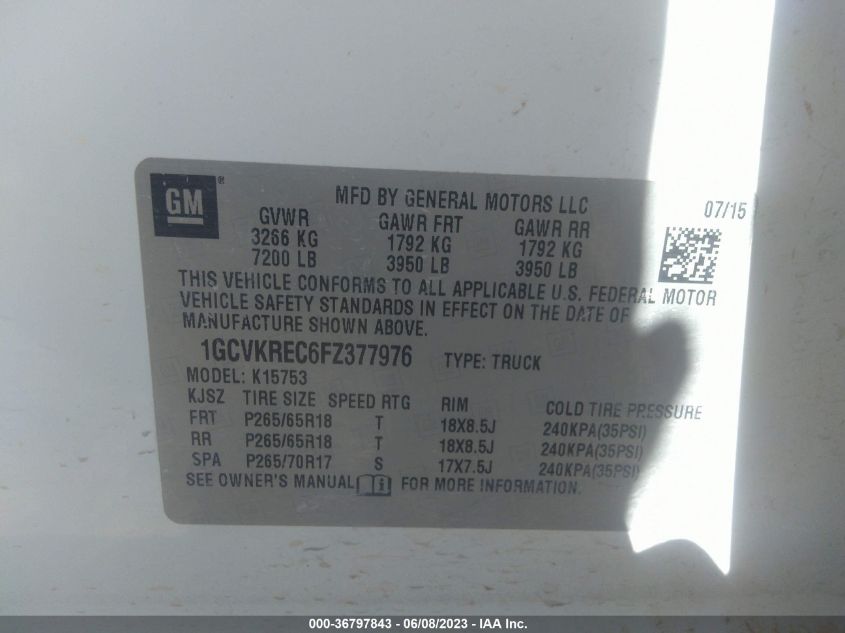 GM
MFD BY GENERAL MOTORS LLC 07/15
GVWR GAWR FRT GAWR RR
3266 KG 1792 KG 1792 KG
7200 LB 3950 LB 3950 LB
THIS VEHICLE CONFORMS TO ALL APPLICABLE U.S. FEDERAL MOTOR
VEHICLE SAFETY STANDARDS IN EFFECT ON THE DATE OF
MANUFACTURE SHOWN ABOVE.
1GCVKREC6FZ377976 TYPE: TRUCK
MODEL: K15753
KJSZ TIRE SIZE SPEED RTG RIM COLD TIRE PRESSURE
FRT P265/65R18 T 18X8.5J 240KPA(35PSI)
RR P265/65R18 T 18X8.5J 240KPA(35PSI)
SPA P265/70R17 S 17X7.5J 240KPA(35PSI)
SEE OWNER'S MANUAL FOR MORE INFORMATION.
000-36797843 - 06/08/2023 - IAA Inc.